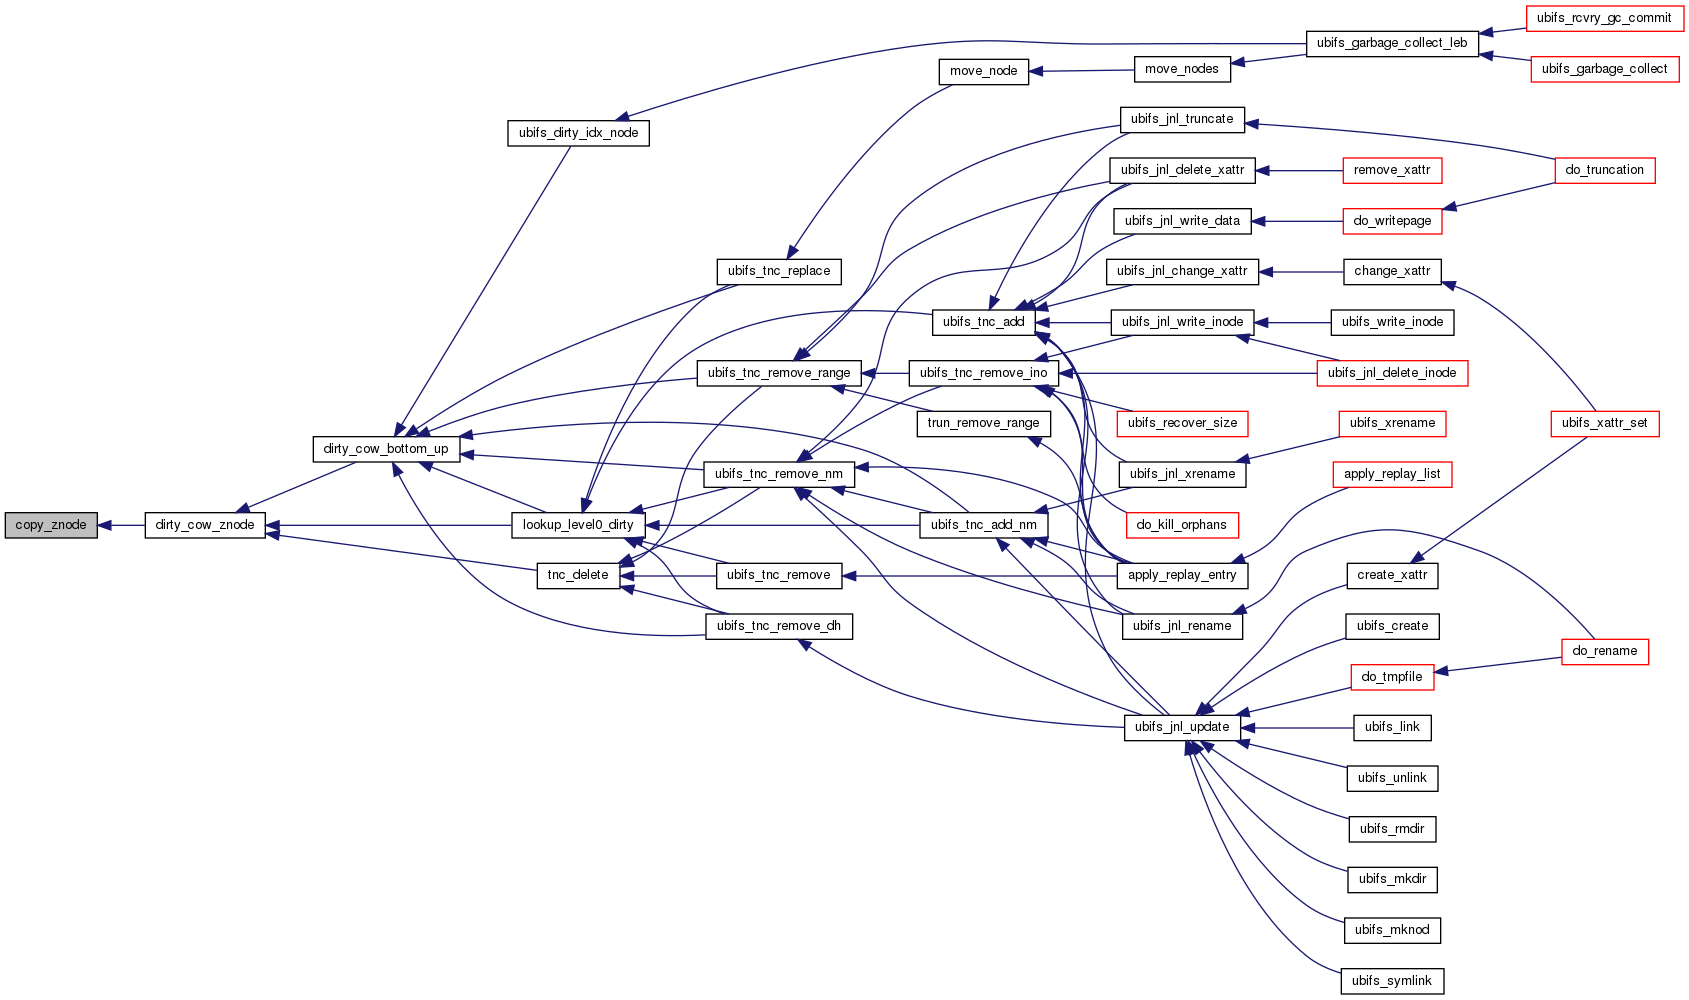 copy_znode
dirty_cow_znode
dirty_cow_bottom_up
ubifs_dirty_idx_node
lookup_level0_dirty
tnc_delete
ubifs_tnc_replace
ubifs_tnc_remove_range
ubifs_tnc_remove_nm
ubifs_tnc_remove
ubifs_tnc_remove_dh
move_node
ubifs_tnc_add
ubifs_tnc_remove_ino
trun_remove_range
ubifs_tnc_add_nm
move_nodes
ubifs_jnl_truncate
ubifs_jnl_delete_xattr
ubifs_jnl_write_data
ubifs_jnl_change_xattr
ubifs_jnl_write_inode
ubifs_recover_size
ubifs_jnl_xrename
do_kill_orphans
apply_replay_entry
ubifs_jnl_rename
ubifs_jnl_update
ubifs_garbage_collect_leb
remove_xattr
do_writepage
change_xattr
ubifs_write_inode
ubifs_jnl_delete_inode
ubifs_xrename
apply_replay_list
create_xattr
ubifs_create
do_tmpfile
ubifs_link
ubifs_unlink
ubifs_rmdir
ubifs_mkdir
ubifs_mknod
ubifs_symlink
ubifs_rcvry_gc_commit
ubifs_garbage_collect
do_truncation
ubifs_xattr_set
do_rename